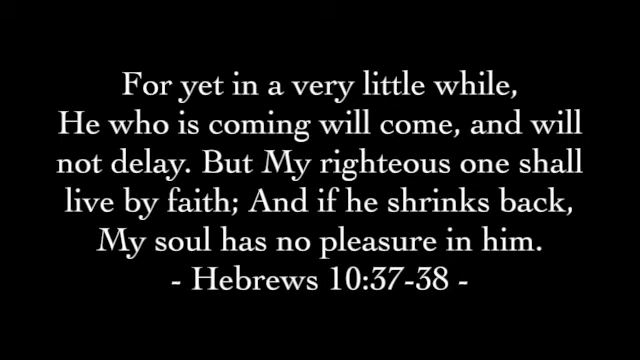 For yet in a very little while,
He who is coming will come, and will
not delay. But My righteous one shall
live by faith; And if he shrinks back,
My soul has no pleasure in him.
- Hebrews 10:37-38 -